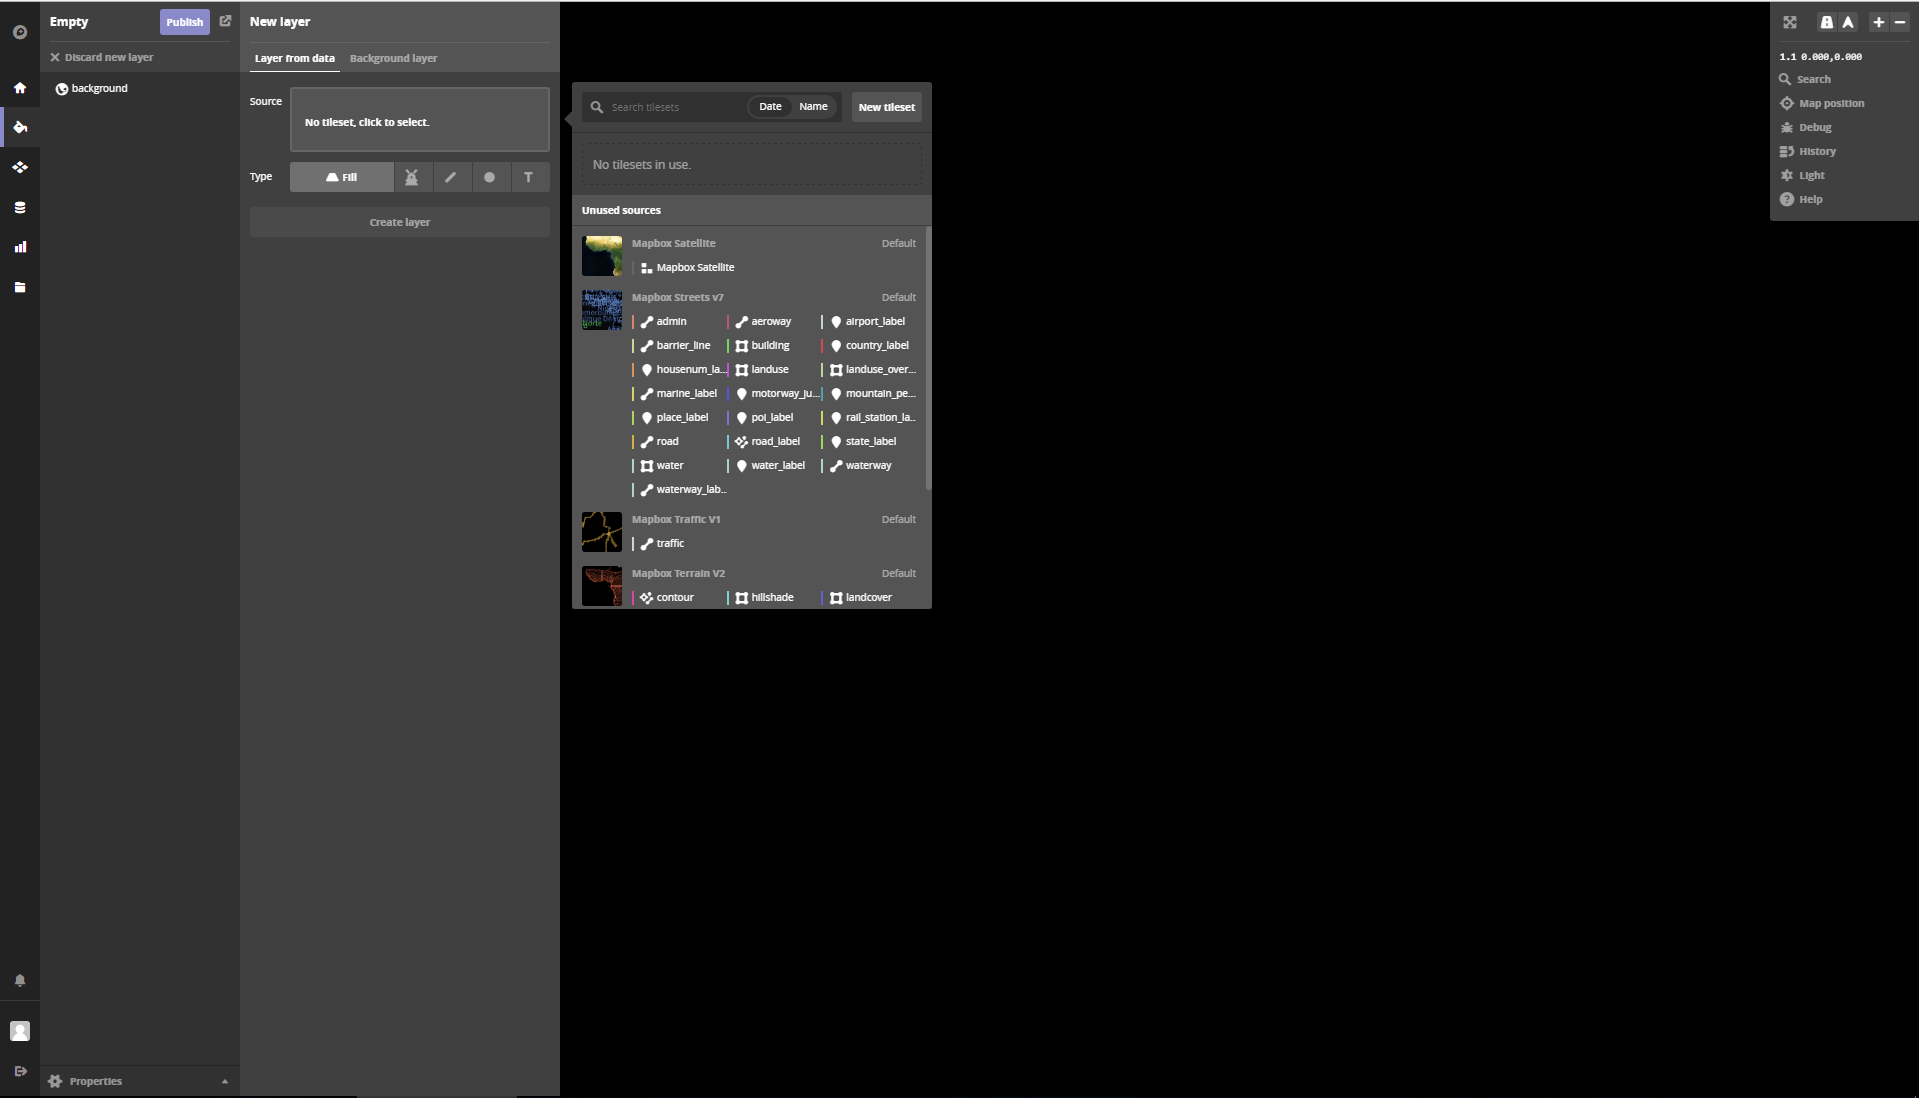 Empty
Publish
Discard new layer
background
New layer
Layer from data
Background layer
Source
No tileset, click to select.
Type
Fill
T
Create layer
Search tilesets
Date
Name
New tileset
No tilesets in use.
Unused sources
Mapbox Satellite Default
Mapbox Satellite
Mapbox Streets v7 Default
admin aeroway airport_label
barrier_line building country_label
housenum_la... landuse landuse_over...
marine_label motorway_ju... mountain_pe...
place_label poi_label rail_station_la...
road road_label state_label
water water_label waterway
waterway_lab...
Mapbox Traffic V1 Default
traffic
Mapbox Terrain V2 Default
contour hillshade landcover
1.1 0.000,0.000
Search
Map position
Debug
History
Light
Help
Properties